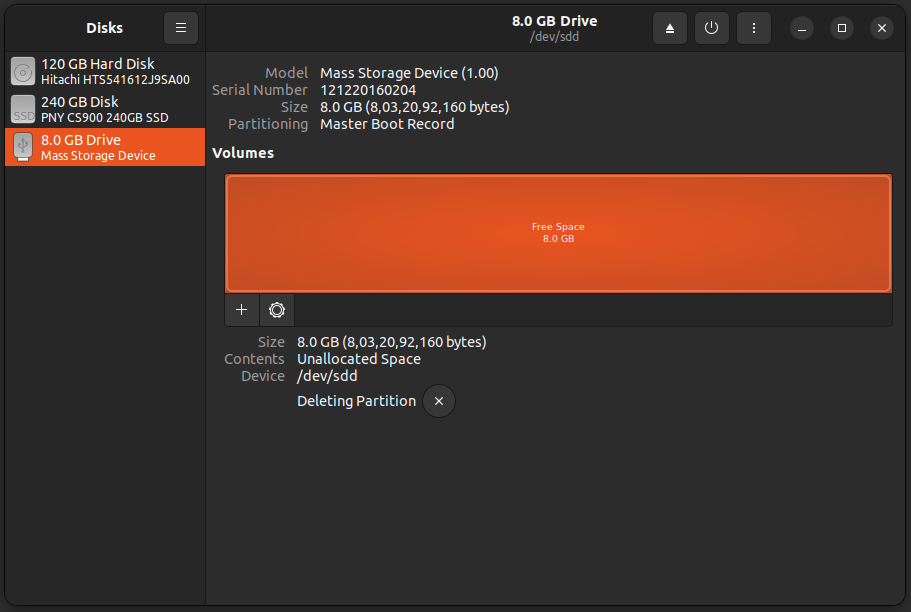 Disks
8.0 GB Drive
/dev/sdd
120 GB Hard Disk
Hitachi HTS541612J9SA00
240 GB Disk
SSD
PNY CS900 240GB SSD
8.0 GB Drive
Mass Storage Device
Model Mass Storage Device (1.00)
Serial Number 121220160204
Size 8.0 GB (8,03,20,92,160 bytes)
Partitioning Master Boot Record
Volumes
Free Space
8.0 GB
Size 8.0 GB (8,03,20,92,160 bytes)
Contents Unallocated Space
Device /dev/sdd
Deleting Partition